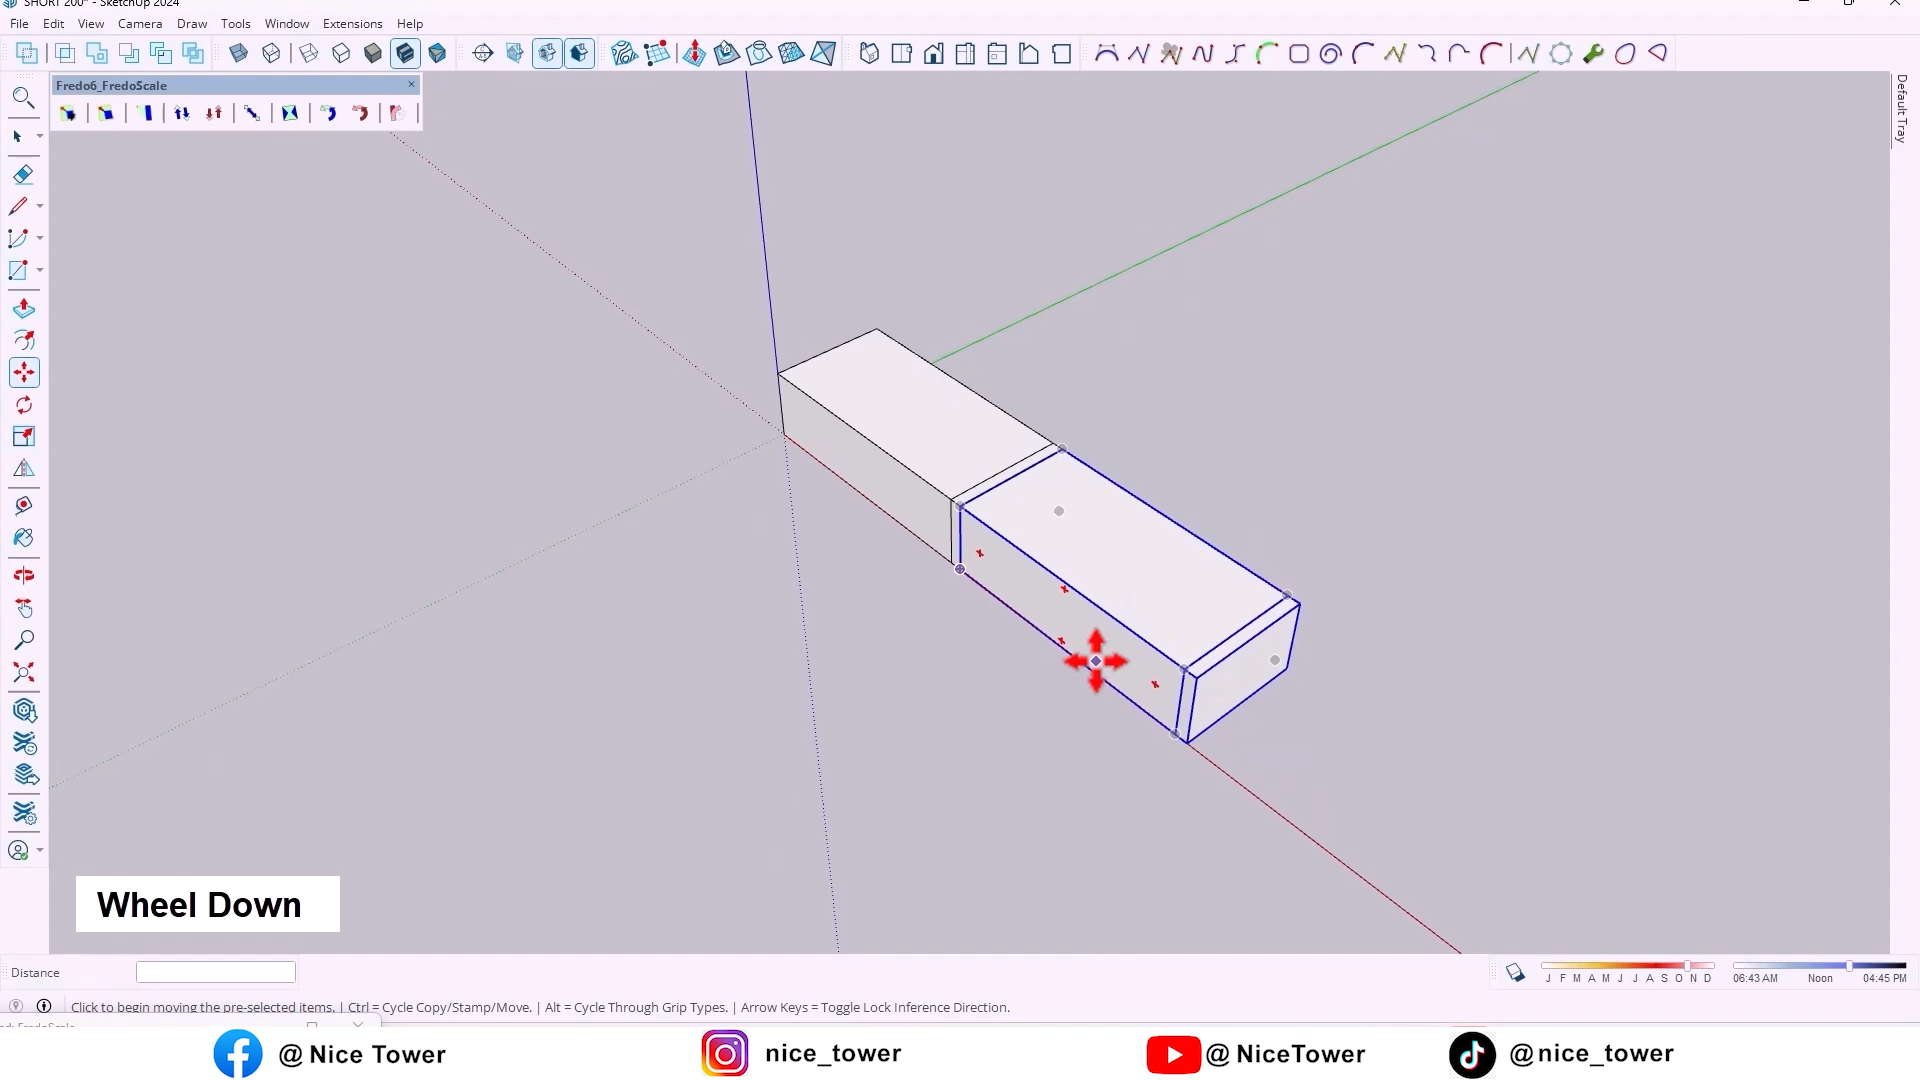 SHORT 200* - SketchUp 2024
File Edit View Camera Draw Tools Window Extensions Help
Fredo6_FredoScale
Default Tray
Wheel Down
Distance
J F M A M J J A S O N D 06:43 AM Noon 04:45 PM
Click to begin moving the pre-selected items. | Ctrl = Cycle Copy/Stamp/Move. | Alt = Cycle Through Grip Types. | Arrow Keys = Toggle Lock Inference Direction.
@ Nice Tower nice_tower @ NiceTower @nice_tower